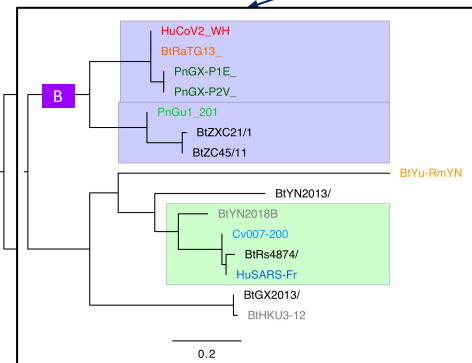 HuCoV2_WH
BtRaTG13_
PnGX-P1E_
PnGX-P2V_
B
PnGu1_201
BtZXC21/1
BtZC45/11
BtYu-RmYN
BtYN2013/
BtYN2018B
Cv007-200
BtRs4874/
HuSARS-Fr
BtGX2013/
BtHKU3-12
0.2